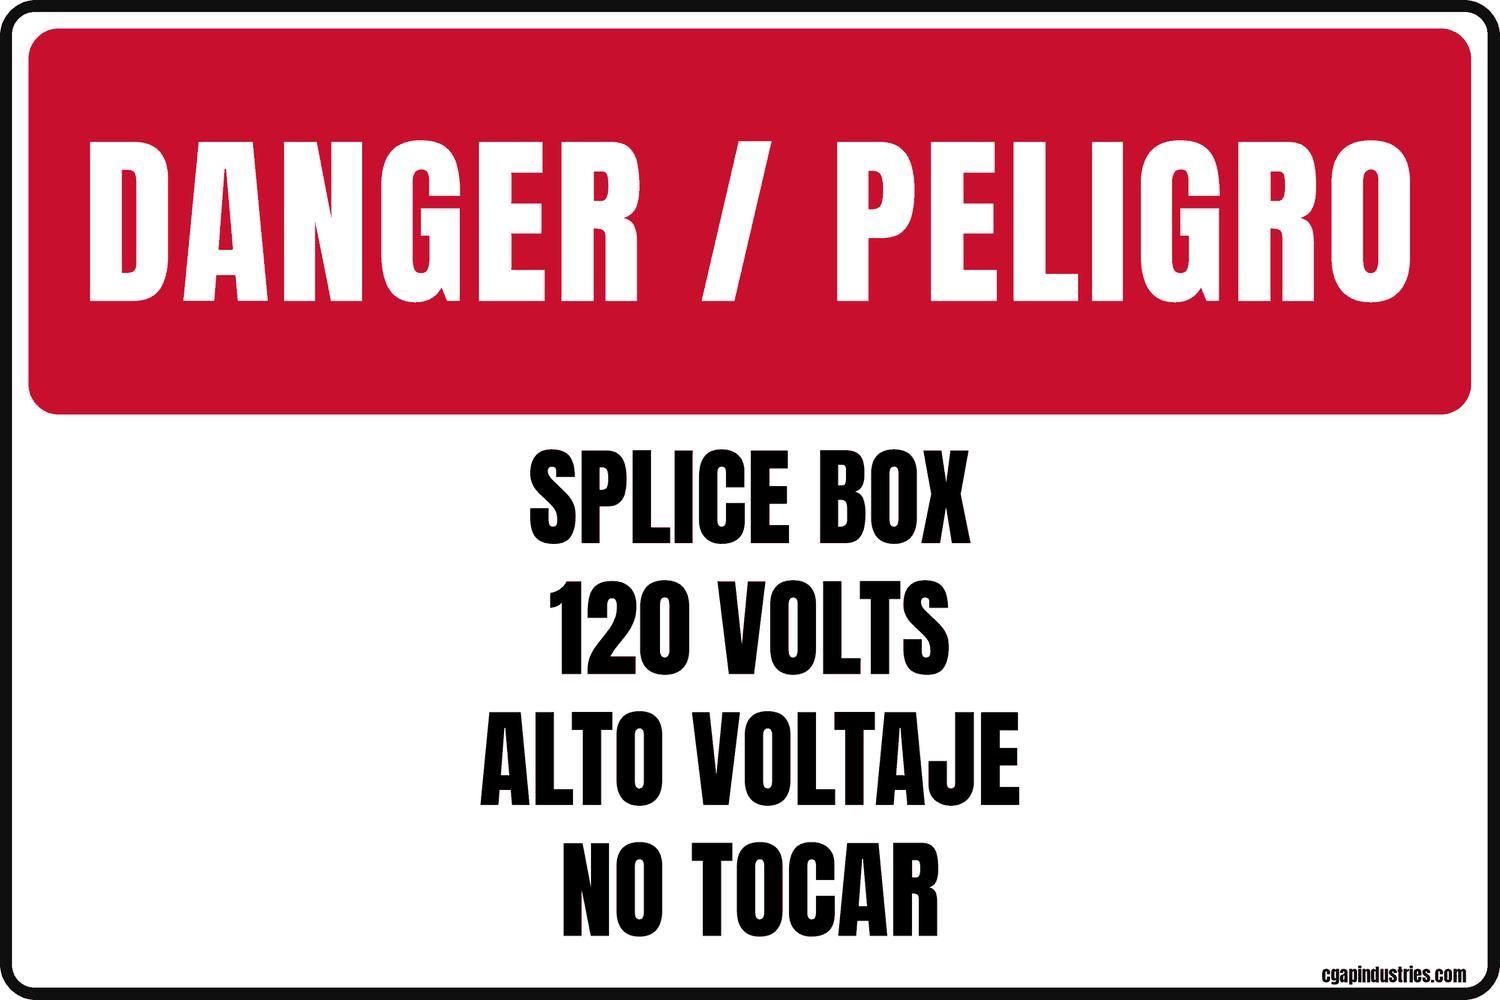 DANGER / PELIGRO
SPLICE BOX
120 VOLTS
ALTO VOLTAJE
NO TOCAR
cgapindustries.com